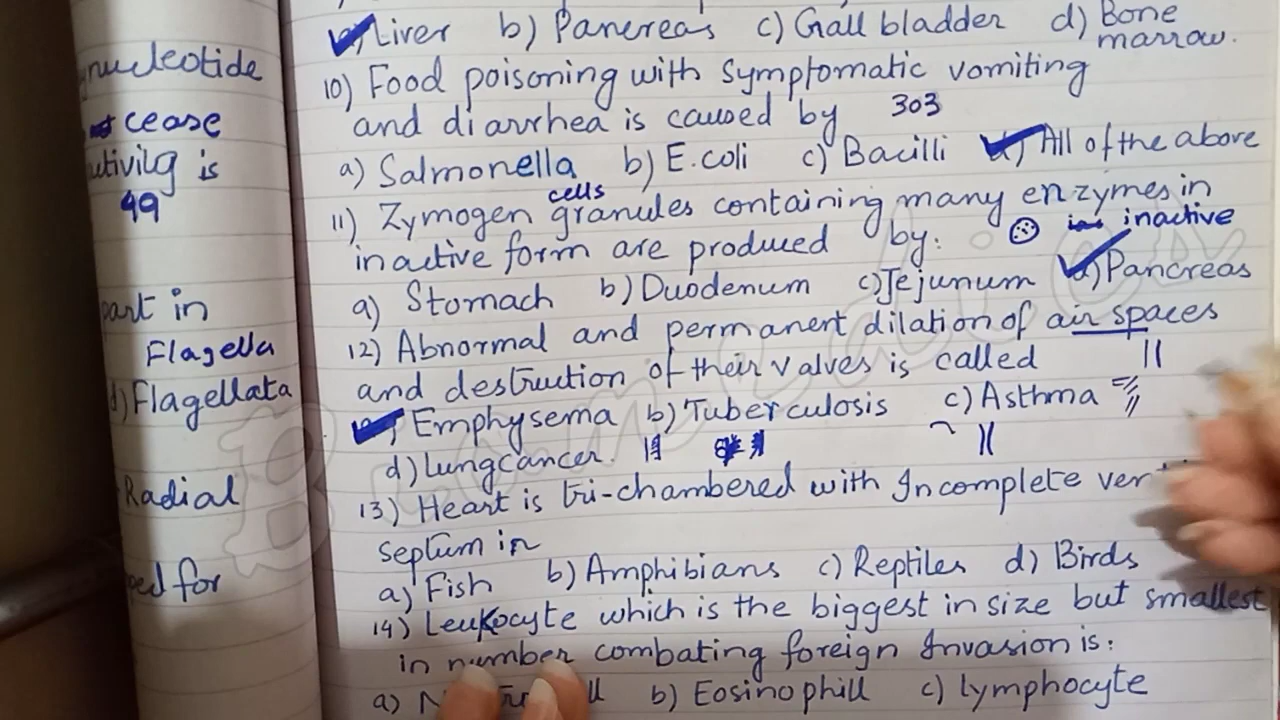 nucleotide
cease
is
49
part in
Flagella
d) Flagellata
Radial
for
Liver b) Pancreas c) Gall bladder d) Bone
marrow.
10) Food poisoning with symptomatic vomiting
and diarrhea is caused by 303
a) Salmonella b) E.coli c) Bacilli d) All of the above
cells
11) Zymogen granules containing many enzymes in
inactive form are produced by: inactive
a) Stomach b) Duodenum c) Jejunum d) Pancreas
12) Abnormal and permanent dilation of air spaces
and destruction of their valves is called
a) Emphysema b) Tuberculosis c) Asthma
d) Lung cancer.
13) Heart is tri-chambered with Incomplete
septum in
a) Fish b) Amphibians c) Reptiles d) Birds
14) Leukocyte which is the biggest in size but smallest
in number combating foreign Invasion is:
a) b) Eosinophill c) lymphocyte